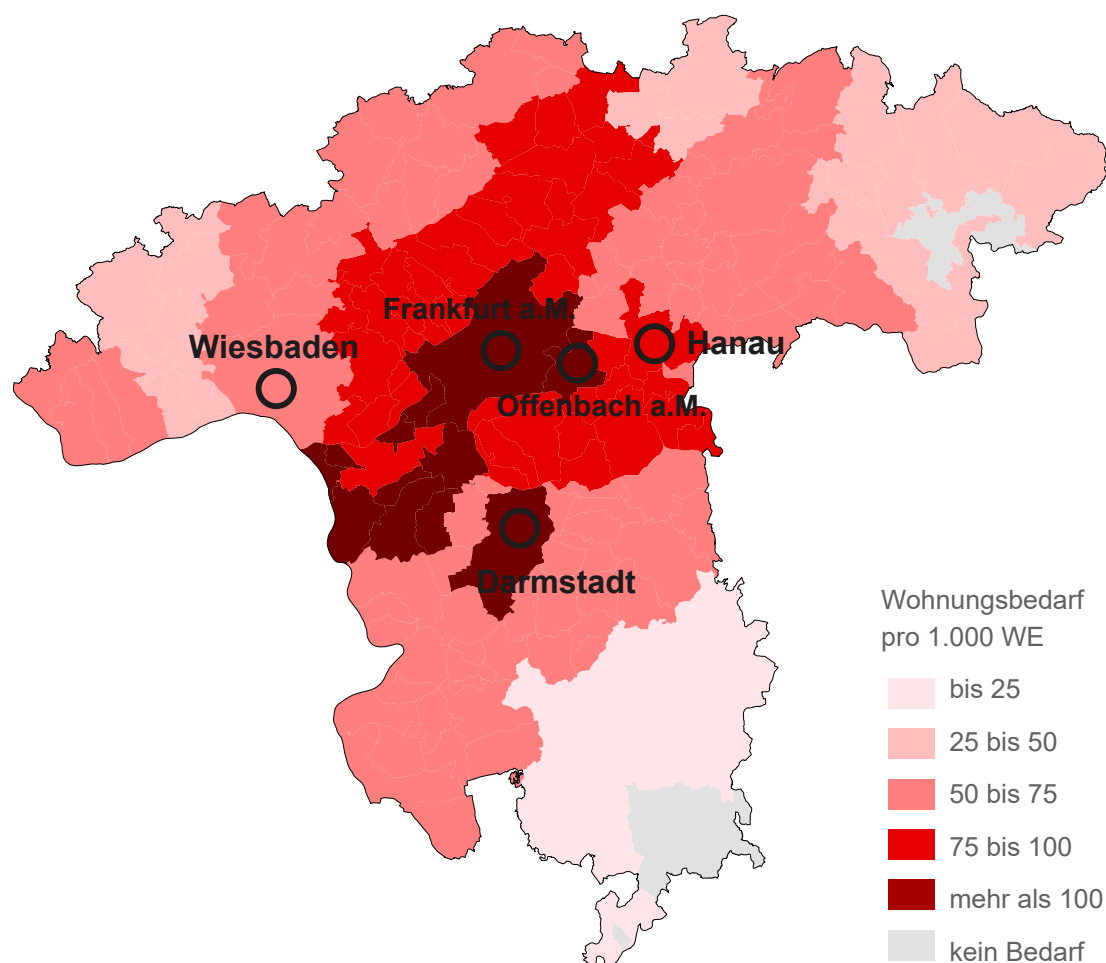 Frankfurt a.M.
Wiesbaden
Hanau
Offenbach a.M.
Darmstadt
Wohnungsbedarf
pro 1.000 WE
bis 25
25 bis 50
50 bis 75
75 bis 100
mehr als 100
kein Bedarf